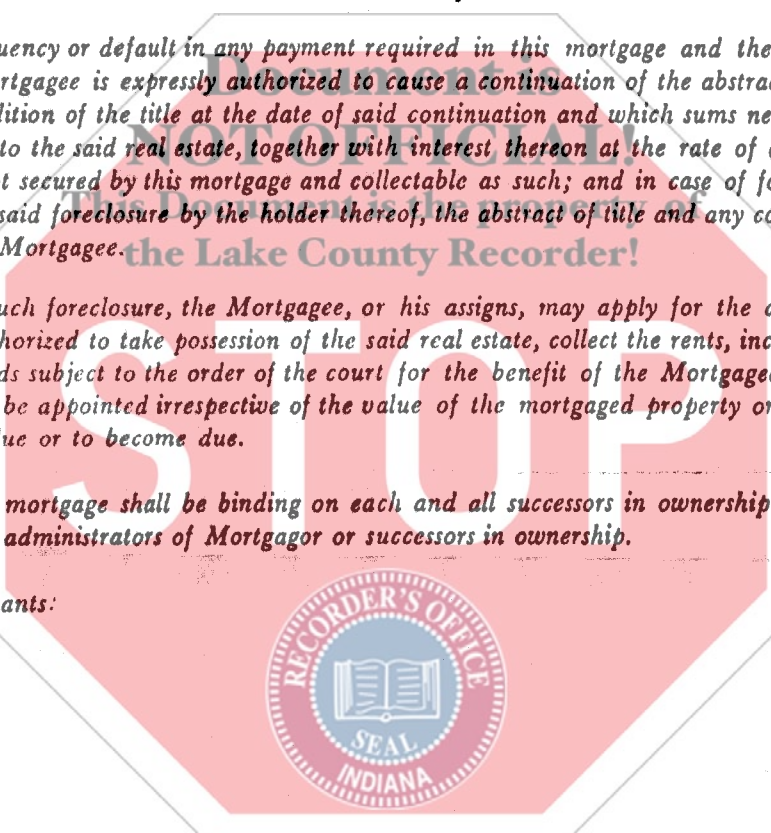 uency or default in any payment required in this mortgage and the
Document is
rtgagee is expressly authorized to cause a continuation of the abstrac
dition of the title at the date of said continuation and which sums ne
NOT OFFICIAL!
to the said real estate, together with interest thereon at the rate of
t secured by this mortgage and collectable as such; and in case of fo
This Document is the property of
said foreclosure by the holder thereof, the abstract of title and any co
Mortgagee.
the Lake County Recorder!
uch foreclosure, the Mortgagee, or his assigns, may apply for the
horized to take possession of the said real estate, collect the rents, inc
ds subject to the order of the court for the benefit of the Mortgagee
be appointed irrespective of the value of the mortgaged property or
ue or to become due.
STOP
mortgage shall be binding on each and all successors in ownership
administrators of Mortgagor or successors in ownership.
ants:
RECORDER'S OFFICE
SEAL
INDIANA